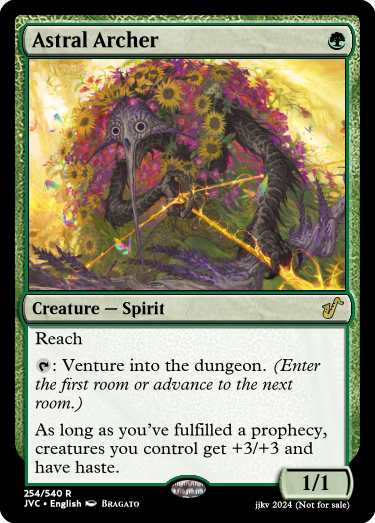 Astral Archer
Creature — Spirit
Reach
: Venture into the dungeon. (Enter
the first room or advance to the next
room.)
As long as you've fulfilled a prophecy,
creatures you control get +3/+3 and
have haste.
1/1
254/540 R
JVC • English Bragato
jjkv 2024 (Not for sale)